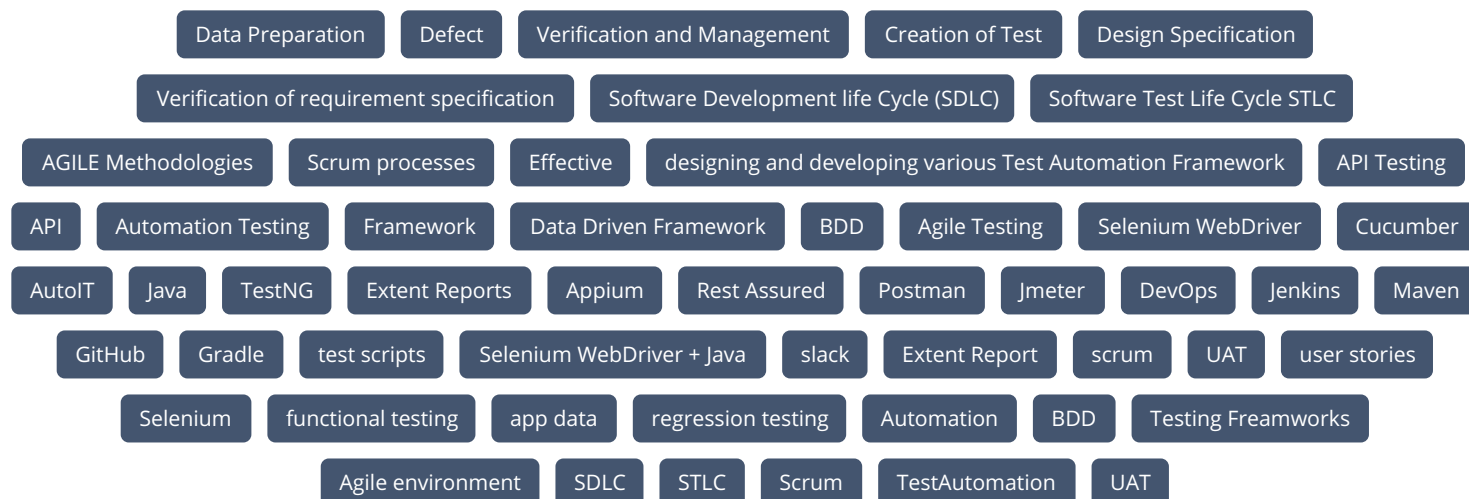 Data Preparation Defect Verification and Management Creation of Test Design Specification
Verification of requirement specification Software Development life Cycle (SDLC) Software Test Life Cycle STLC
AGILE Methodologies Scrum processes Effective designing and developing various Test Automation Framework API Testing
API Automation Testing Framework Data Driven Framework BDD Agile Testing Selenium WebDriver Cucumber
AutoIT Java TestNG Extent Reports Appium Rest Assured Postman Jmeter DevOps Jenkins Maven
GitHub Gradle test scripts Selenium WebDriver + Java slack Extent Report scrum UAT user stories
Selenium functional testing app data regression testing Automation BDD Testing Freamworks
Agile environment SDLC STLC Scrum TestAutomation UAT